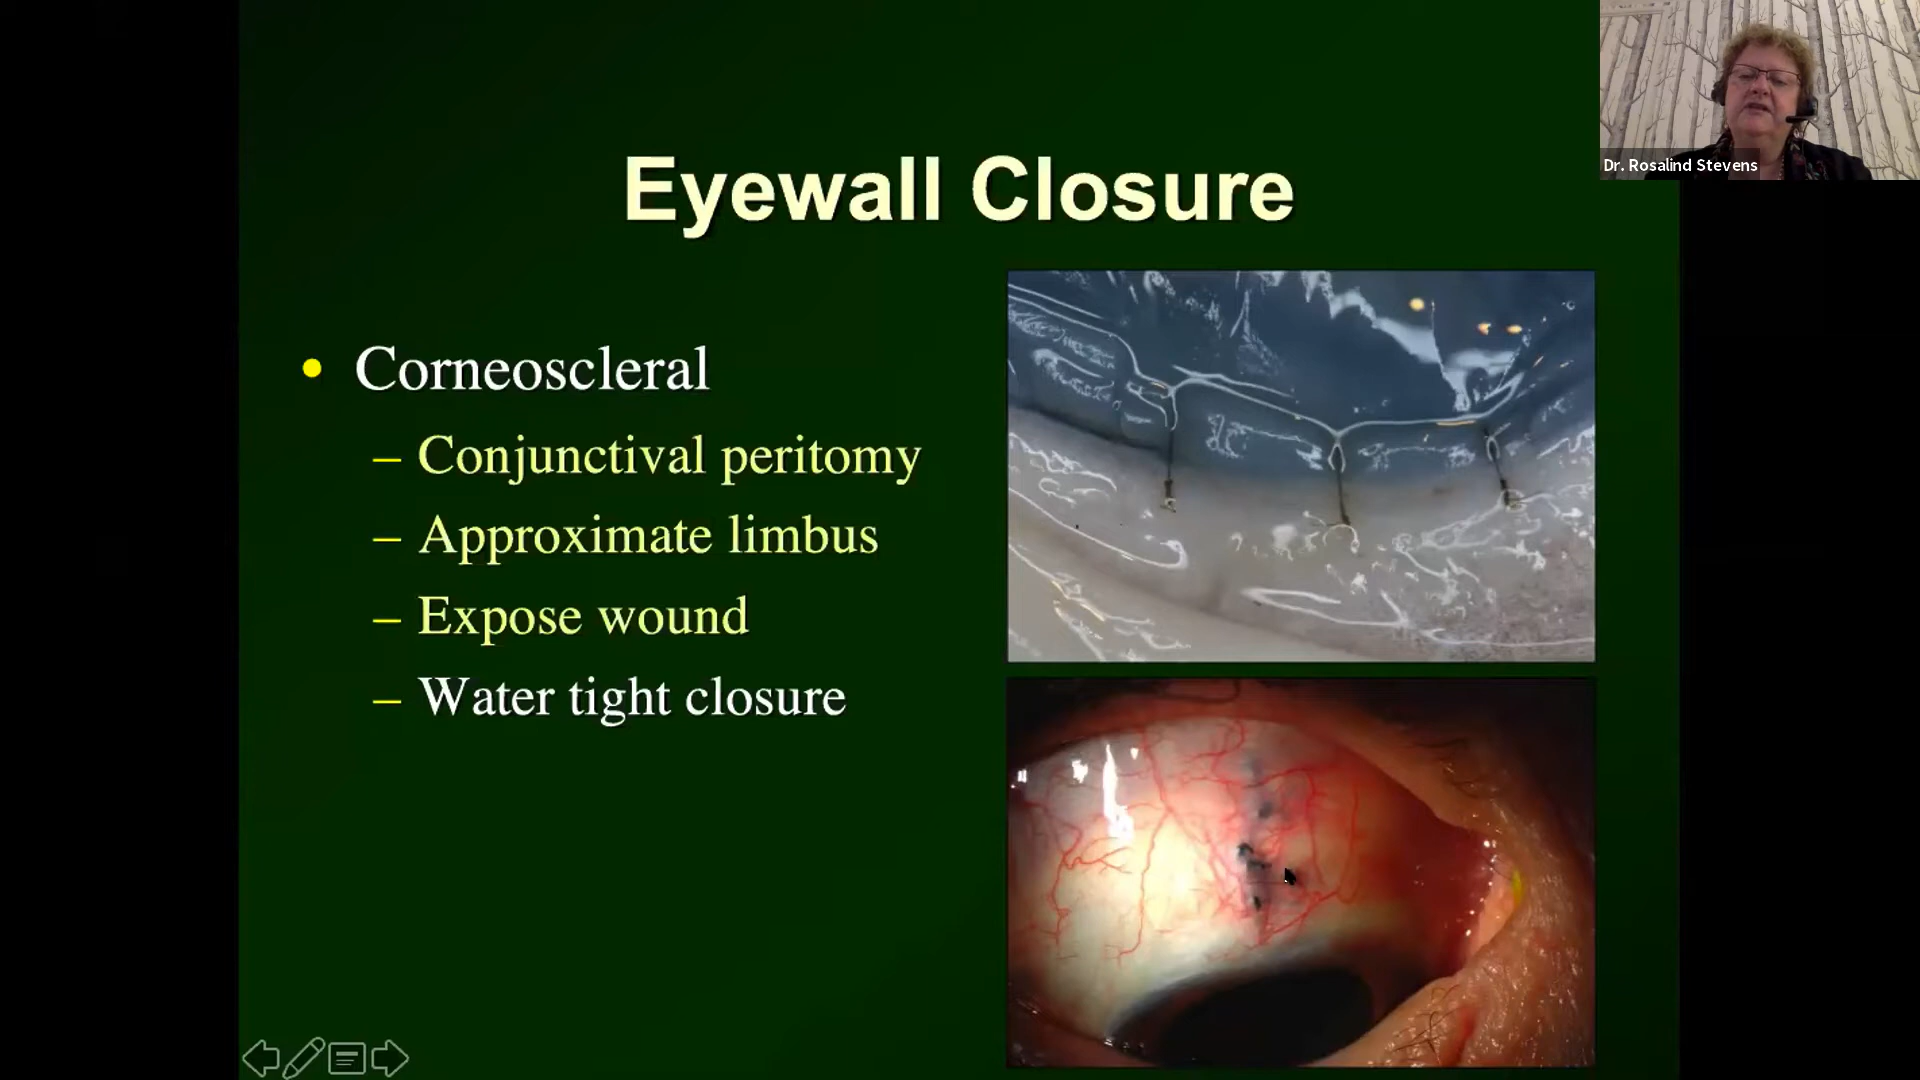 Eyewall Closure
• Corneoscleral
– Conjunctival peritomy
– Approximate limbus
– Expose wound
– Water tight closure
Dr. Rosalind Stevens